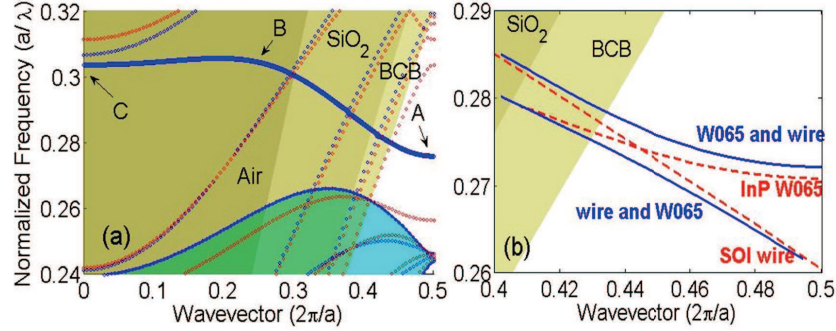 Normalized Frequency (a/ λ)
0.32
0.3
0.28
0.26
0.24
C
B
SiO2
BCB
A
Air
(a)
0 0.1 0.2 0.3 0.4 0.5
Wavevector (2π/a)
0.29
0.28
0.27
0.26
SiO2
BCB
W065 and wire
InP W065
wire and W065
SOI wire
(b)
0.4 0.42 0.44 0.46 0.48 0.5
Wavevector (2π/a)